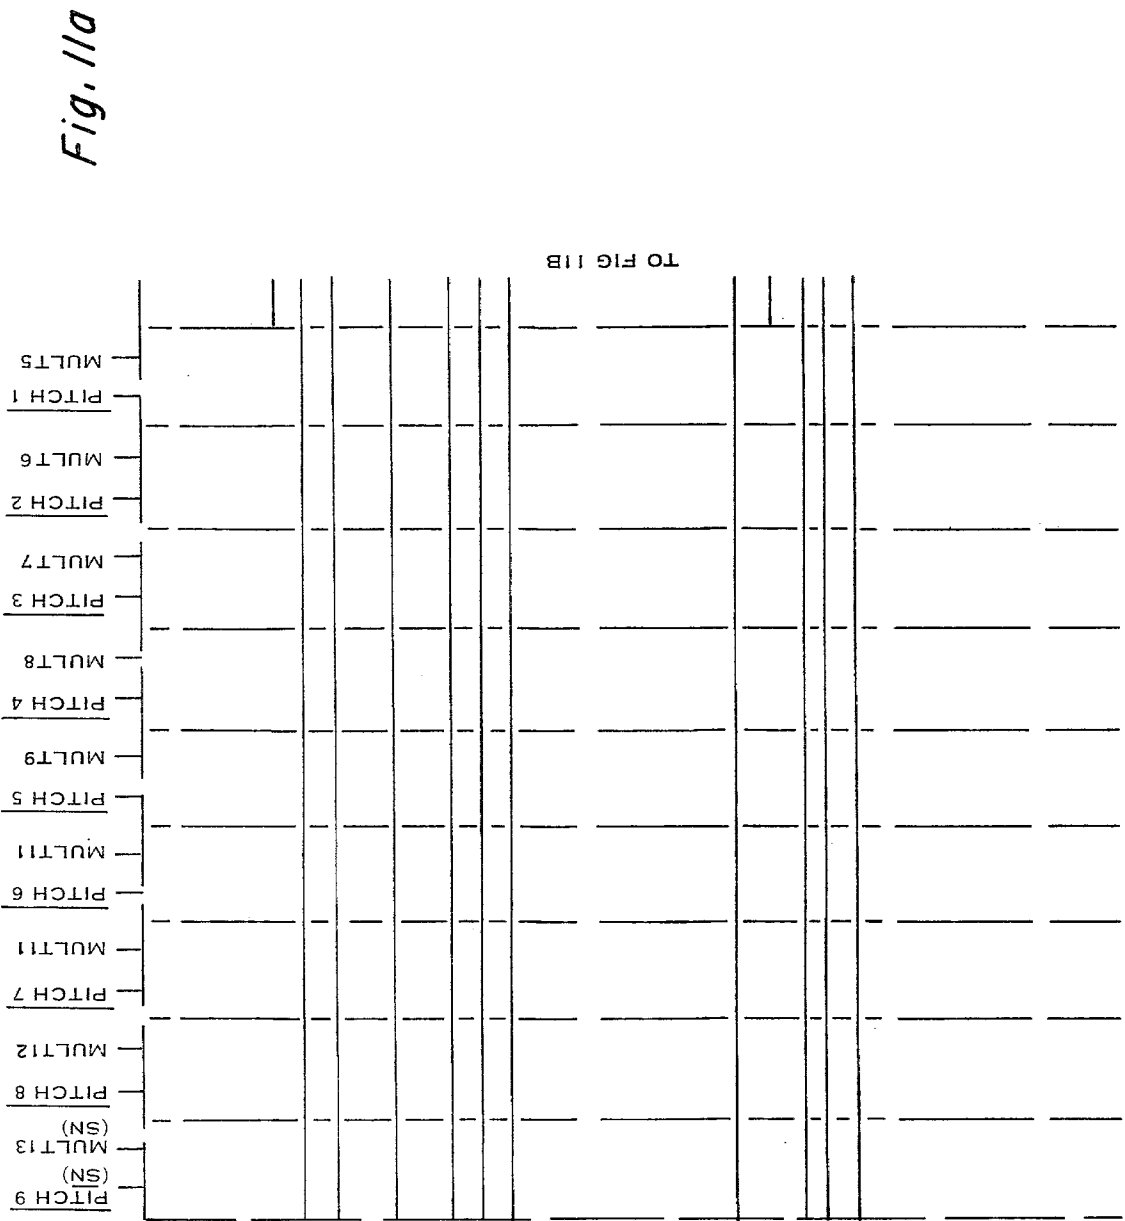 Fig. 11a
PITCH 9
(SN)
MULT13
(SN)
PITCH 8
MULT12
PITCH 7
MULT11
PITCH 6
MULT11
PITCH 5
MULT9
PITCH 4
MULT8
PITCH 3
MULT7
PITCH 2
MULT6
PITCH 1
MULT5
TO FIG 11B